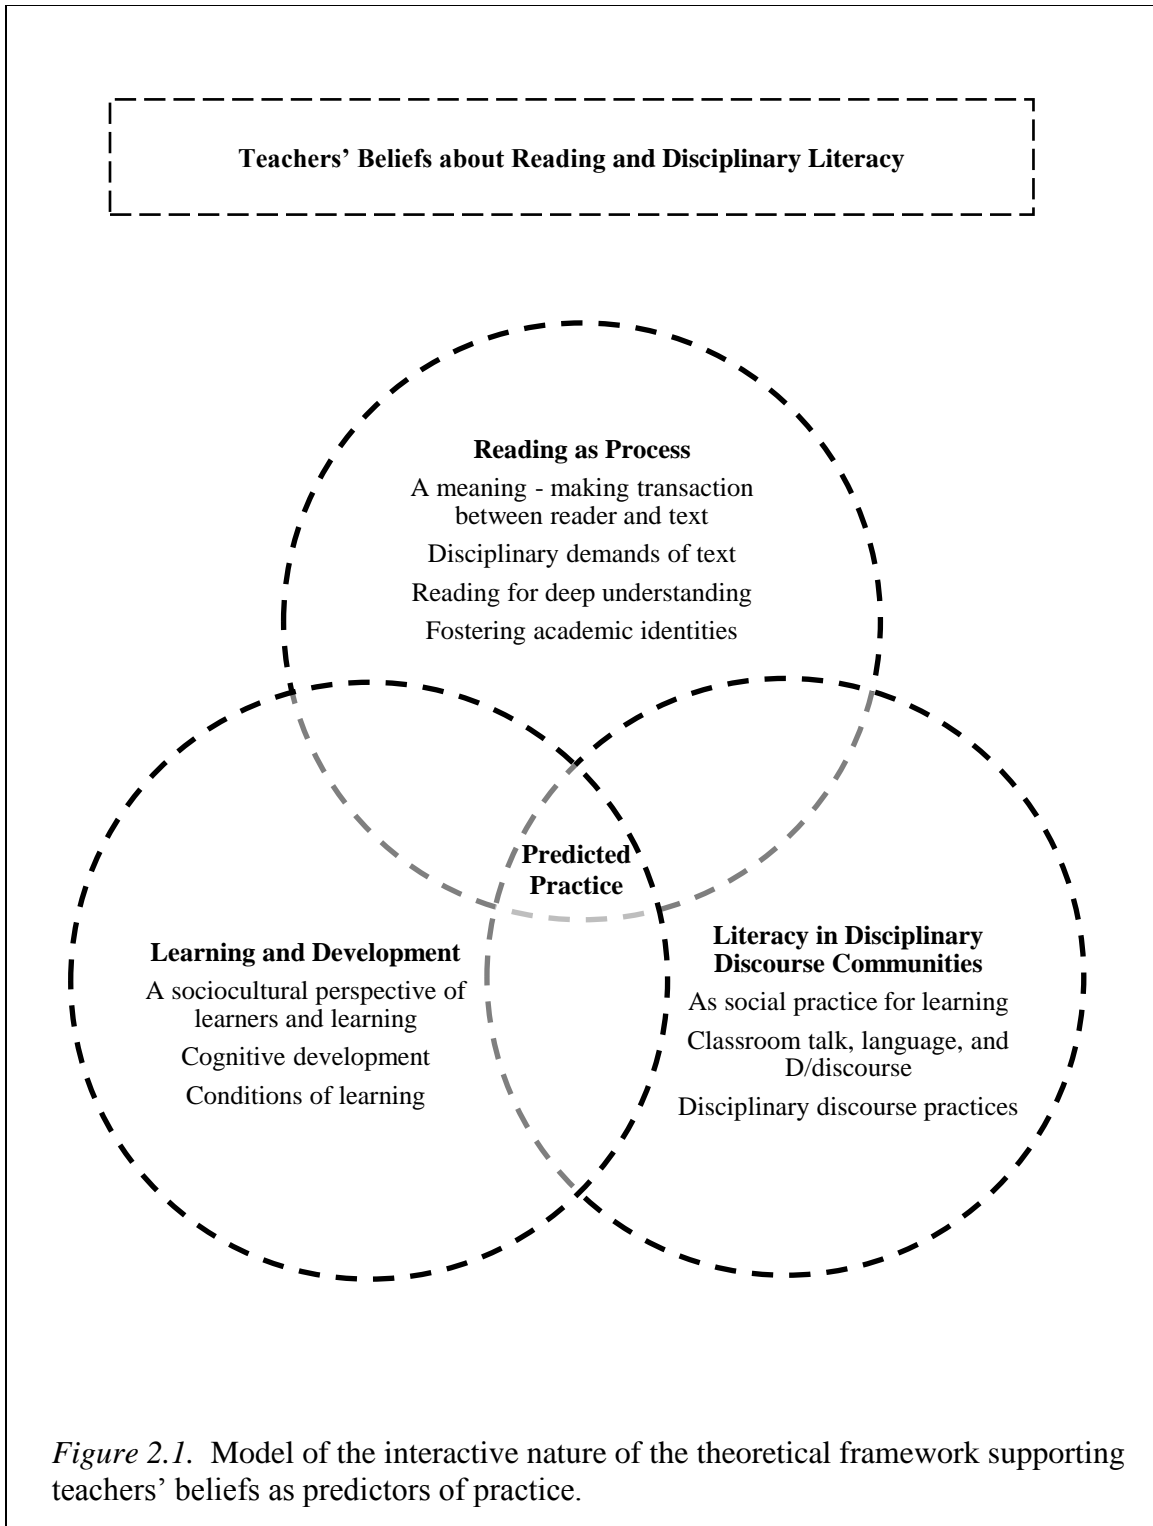 Teachers’ Beliefs about Reading and Disciplinary Literacy
Reading as Process
A meaning - making transaction
between reader and text
Disciplinary demands of text
Reading for deep understanding
Fostering academic identities
Predicted
Practice
Learning and Development
A sociocultural perspective of
learners and learning
Cognitive development
Conditions of learning
Literacy in Disciplinary
Discourse Communities
As social practice for learning
Classroom talk, language, and
D/discourse
Disciplinary discourse practices
Figure 2.1.  Model of the interactive nature of the theoretical framework supporting
teachers’ beliefs as predictors of practice.